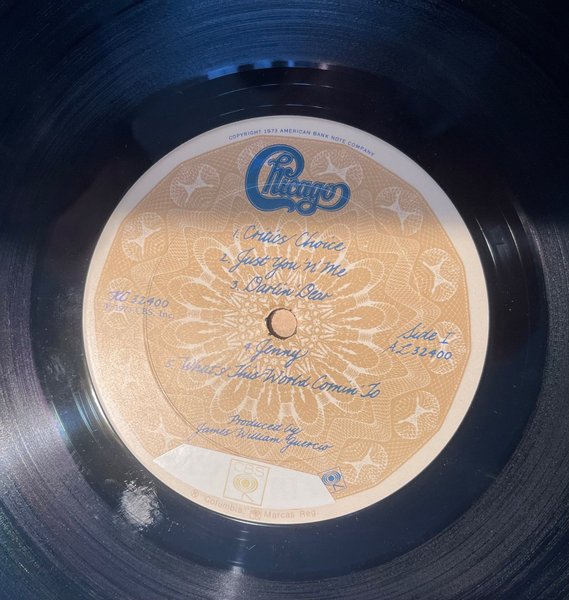 COPYRIGHT 1973 AMERICAN BANK NOTE COMPANY
Chicago
1. Critics' Choice
2. Just You 'n' Me
3. Darlin' Dear
KC 32400
CBS, Inc.
Side 1
AL 32400
4. Jenny
5. What's This World Comin' To
Produced by
James William Guercio
CBS
® "Columbia," ® Marcas Reg.